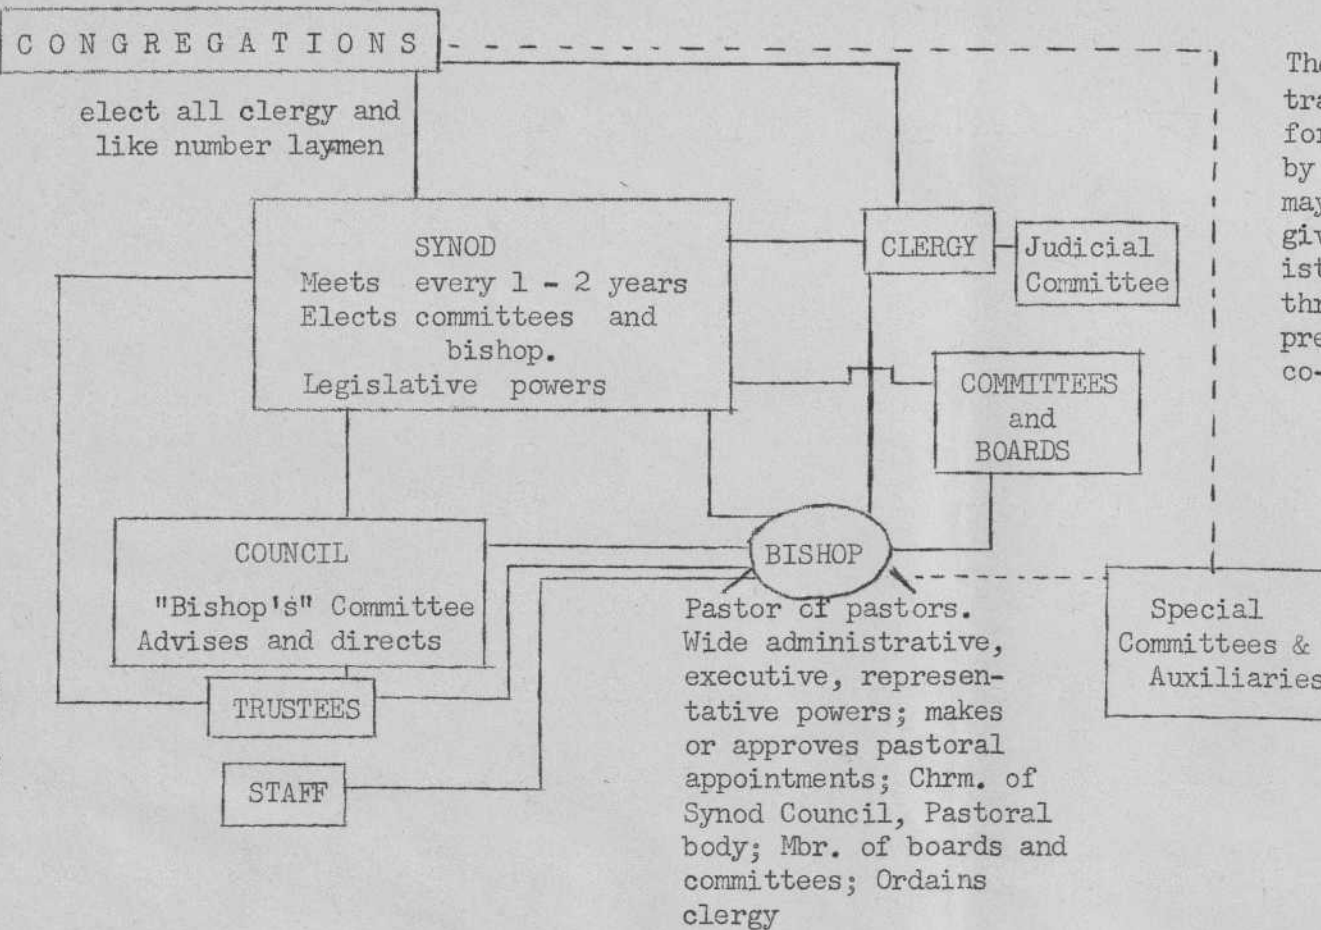 CONGREGATIONS
elect all clergy and
like number laymen
SYNOD
Meets every 1 - 2 years
Elects committees and
bishop.
Legislative powers
CLERGY
Judicial
Committee
COMMITTEES
and
BOARDS
COUNCIL
"Bishop's" Committee
Advises and directs
TRUSTEES
STAFF
BISHOP
Pastor of pastors.
Wide administrative,
executive, represen-
tative powers; makes
or approves pastoral
appointments; Chrm. of
Synod Council, Pastoral
body; Mbr. of boards and
committees; Ordains
clergy
Special
Committees &
Auxiliaries
by
may